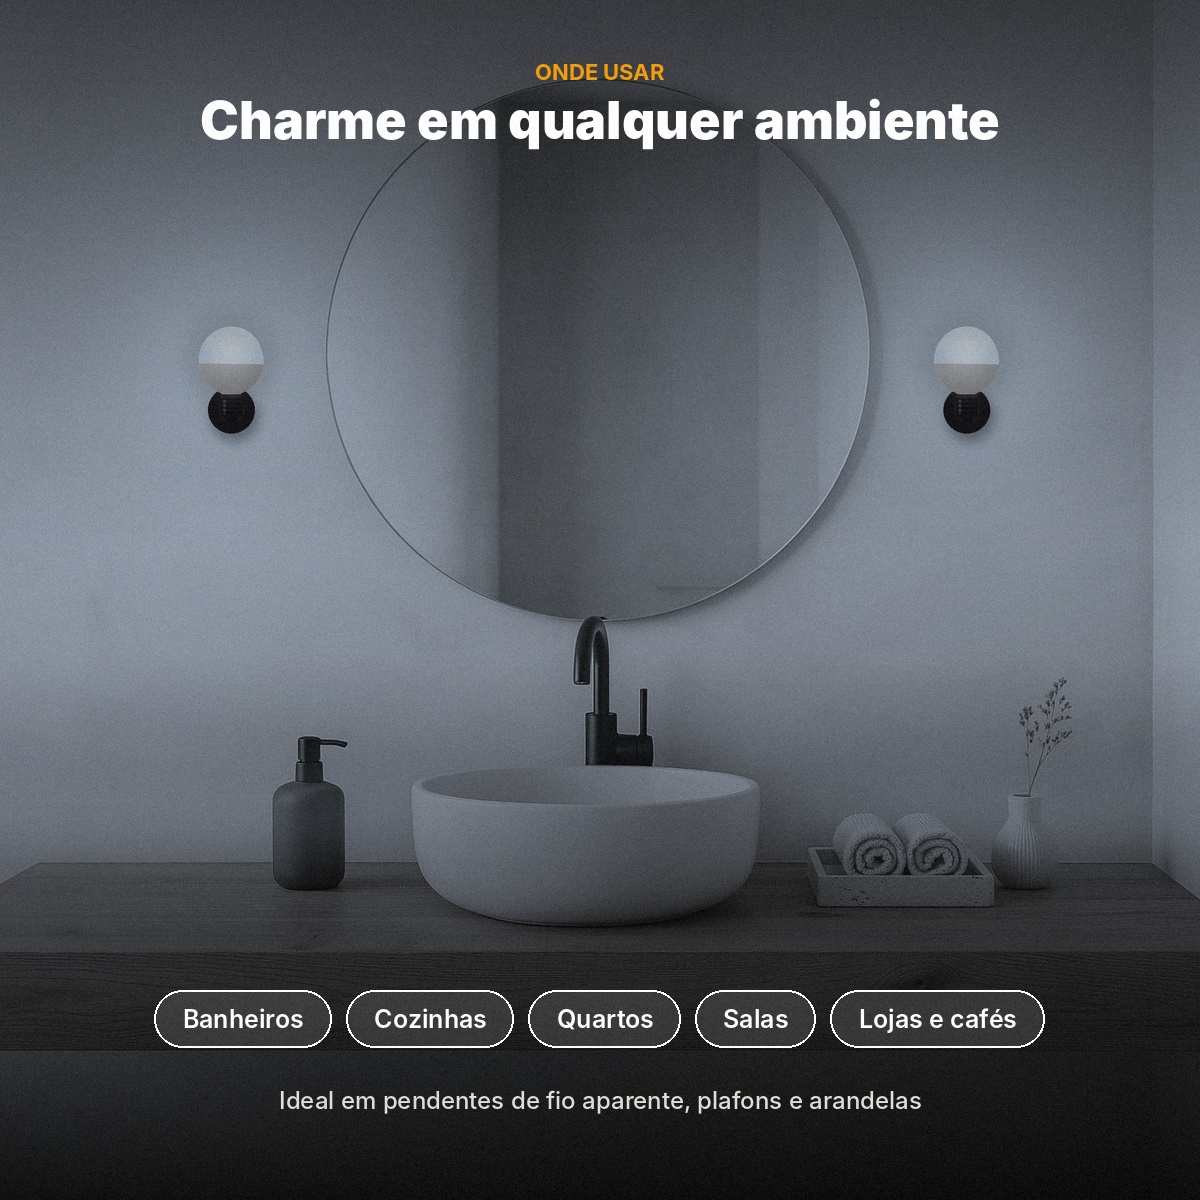 ONDE USAR
Charme em qualquer ambiente
Banheiros
Cozinhas
Quartos
Salas
Lojas e cafés
Ideal em pendentes de fio aparente, plafons e arandelas